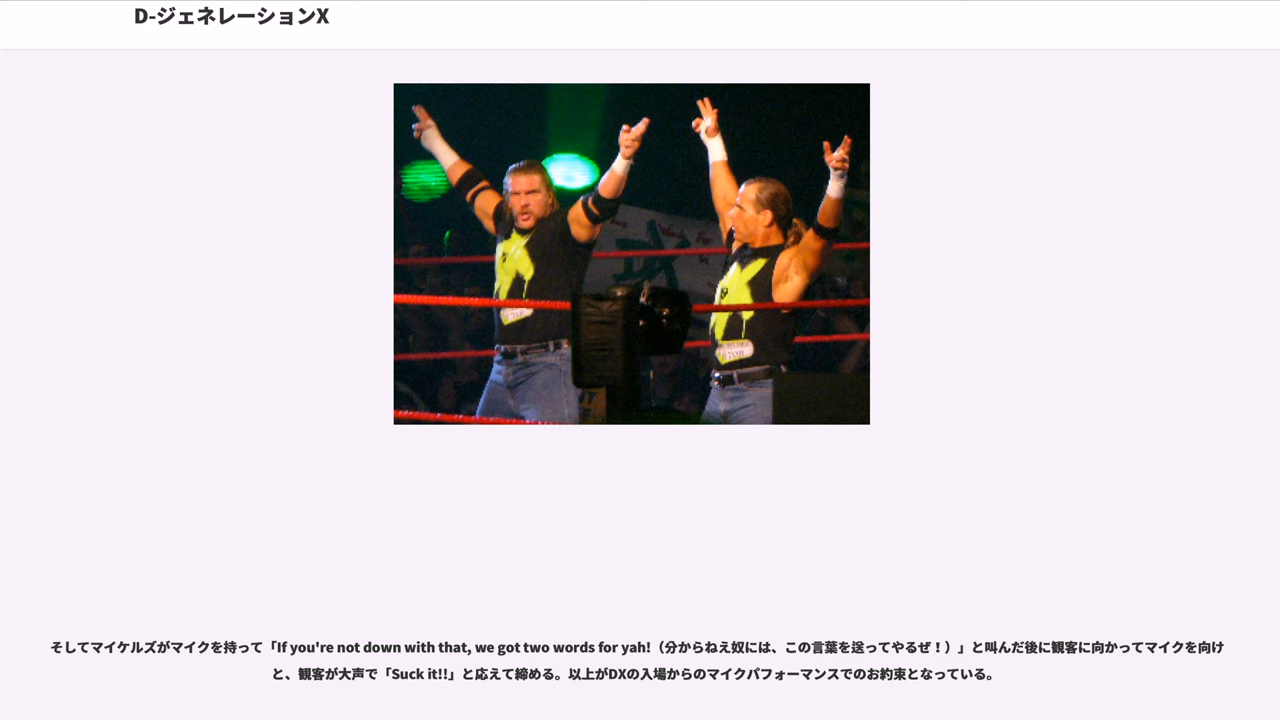 D-ジェネレーションX
そしてマイケルズがマイクを持って「If you're not down with that, we got two words for yah!（分からねえ奴には、この言葉を送ってやるぜ！）」と叫んだ後に観客に向かってマイクを向け
と、観客が大声で「Suck it!!」と応えて締める。以上がDXの入場からのマイクパフォーマンスでのお約束となっている。